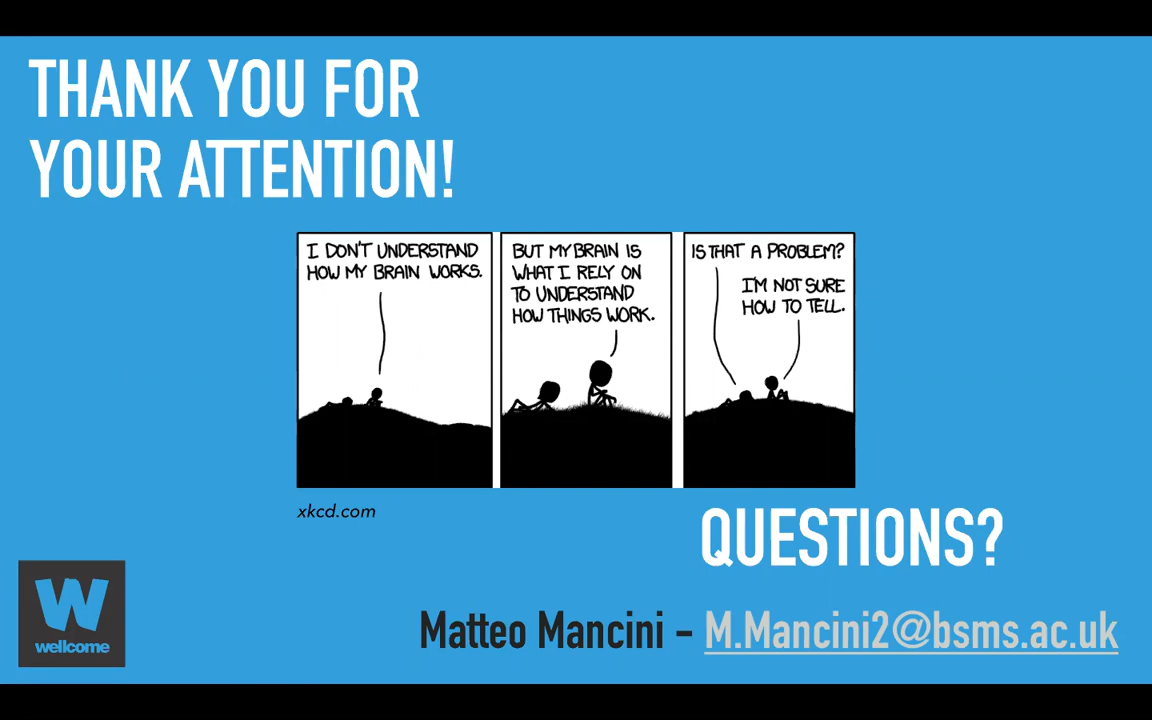 THANK YOU FOR
YOUR ATTENTION!
I DON'T UNDERSTAND
HOW MY BRAIN WORKS.
BUT MY BRAIN IS
WHAT I RELY ON
TO UNDERSTAND
HOW THINGS WORK.
IS THAT A PROBLEM?
I'M NOT SURE
HOW TO TELL.
xkcd.com
QUESTIONS?
W
wellcome
Matteo Mancini – M.Mancini2@bsms.ac.uk